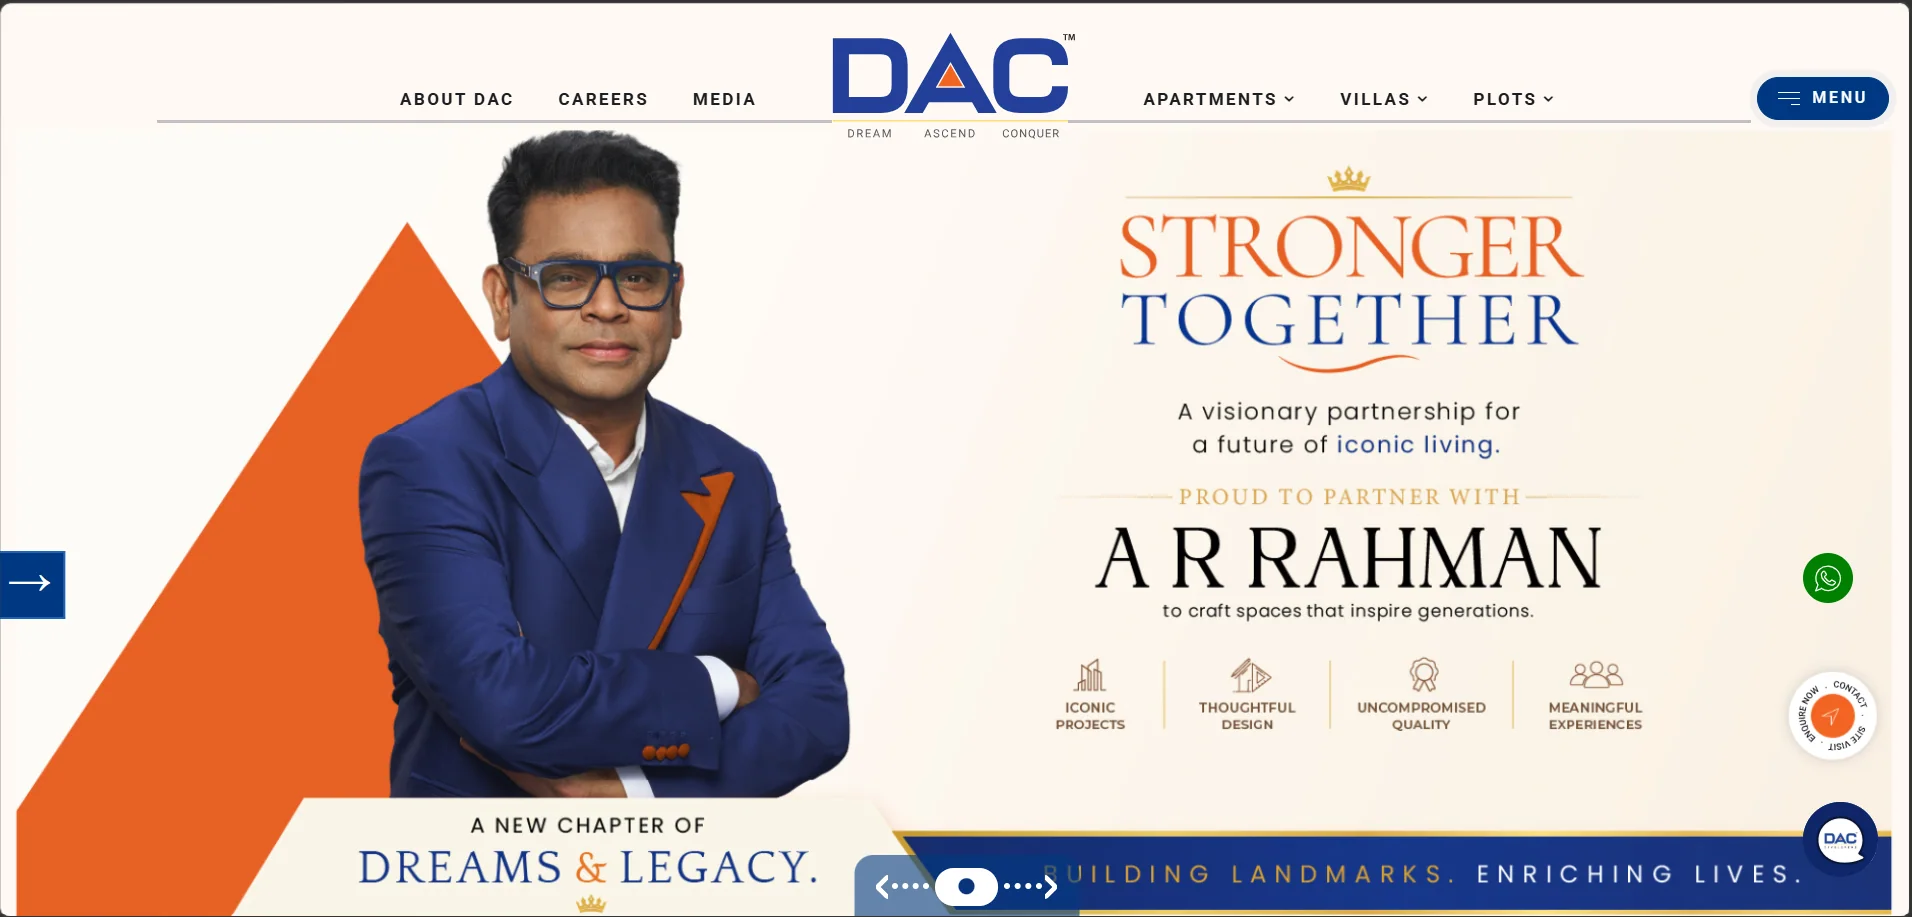 ABOUT DAC
CAREERS
MEDIA
DAC™
DREAM ASCEND CONQUER
APARTMENTS
VILLAS
PLOTS
MENU
STRONGER
TOGETHER
A visionary partnership for
a future of iconic living.
PROUD TO PARTNER WITH
A R RAHMAN
to craft spaces that inspire generations.
ICONIC
PROJECTS
THOUGHTFUL
DESIGN
UNCOMPROMISED
QUALITY
MEANINGFUL
EXPERIENCES
CONTACT . SITE VISIT . ENQUIRE NOW .
A NEW CHAPTER OF
DREAMS & LEGACY.
BUILDING LANDMARKS. ENRICHING LIVES.
DAC